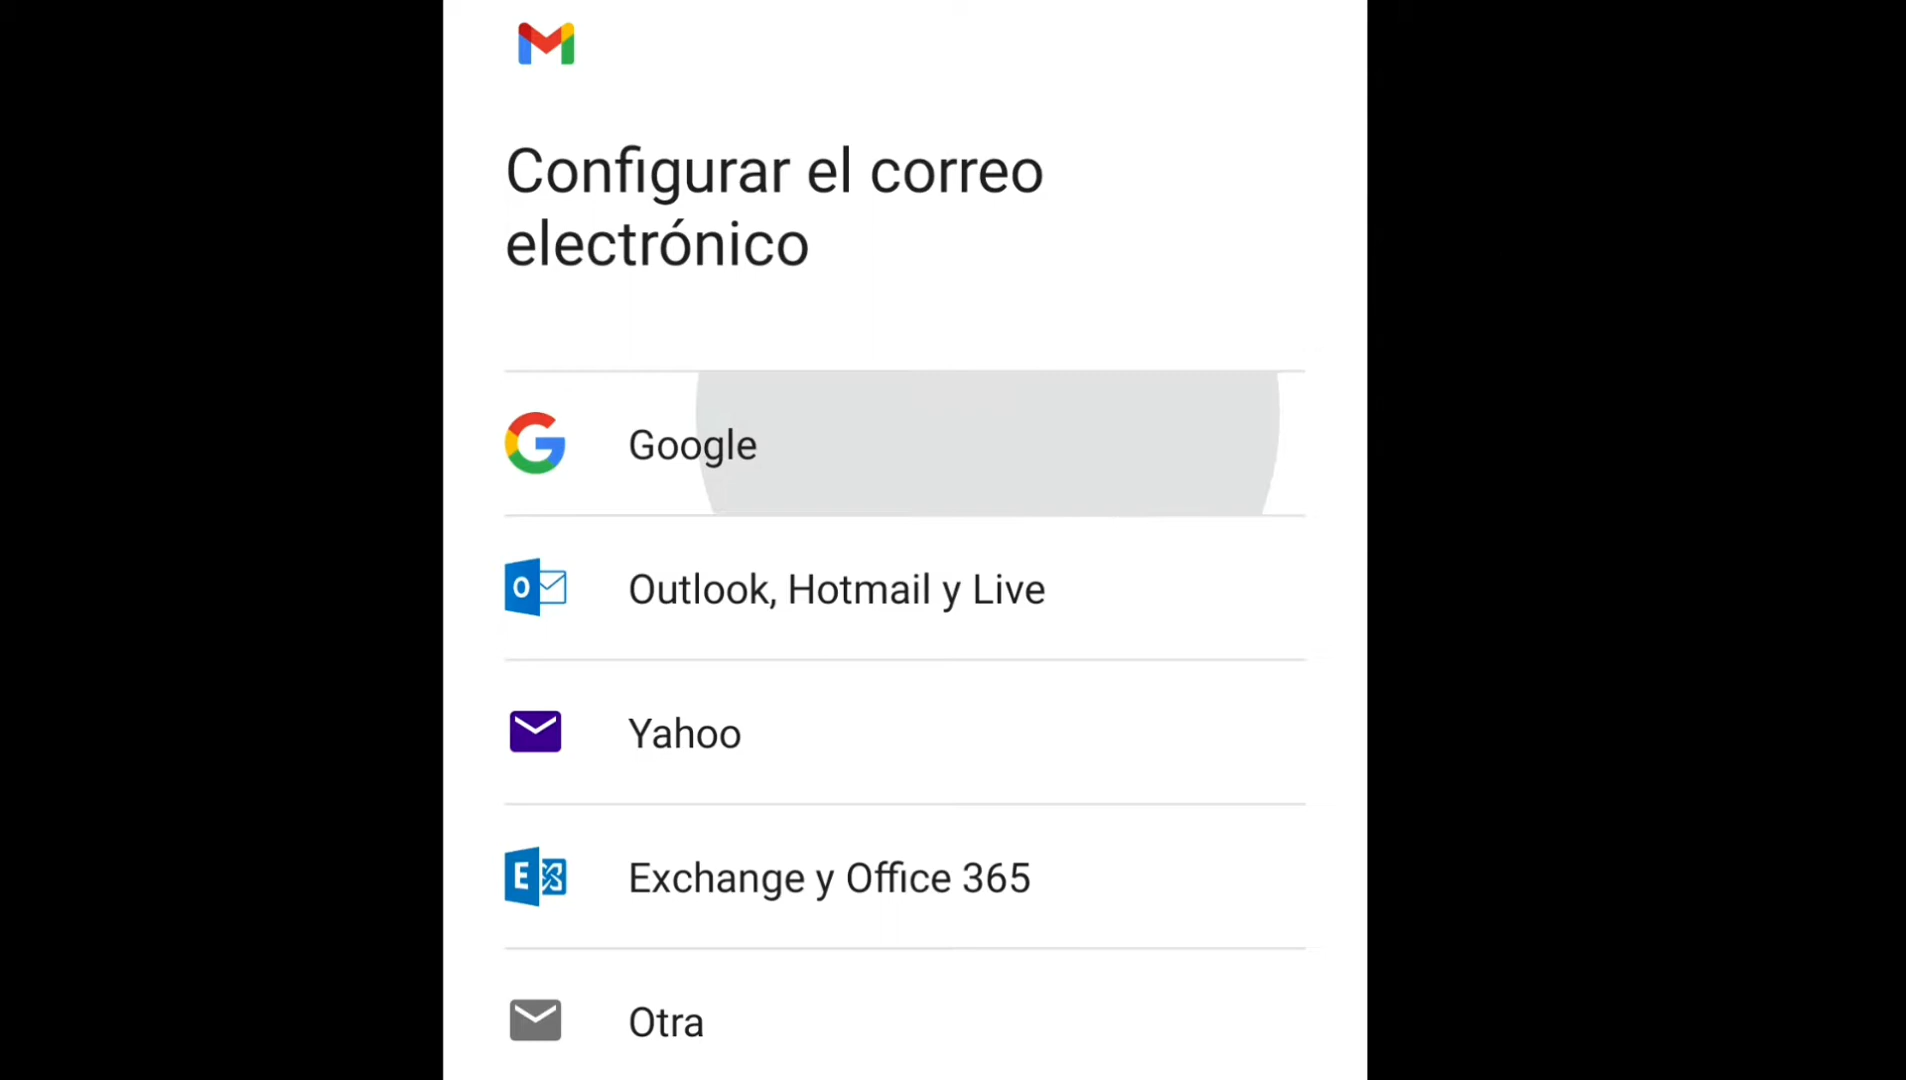 Configurar el correo
electrónico
Google
Outlook, Hotmail y Live
Yahoo
Exchange y Office 365
Otra